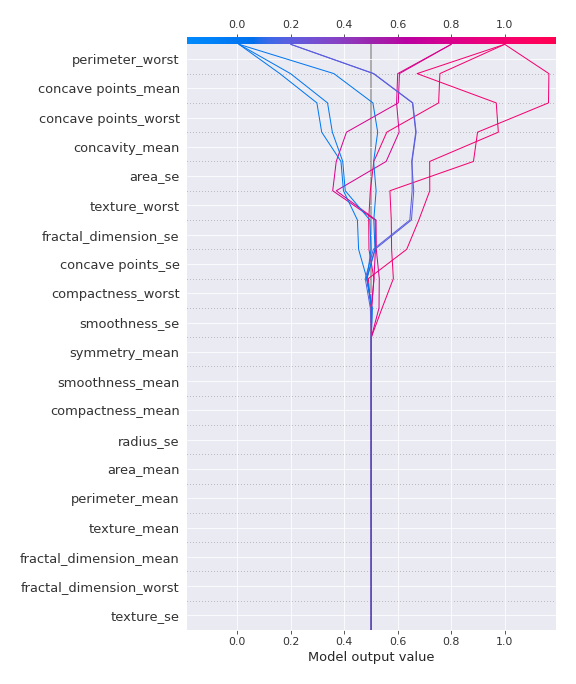 0.0 0.2 0.4 0.6 0.8 1.0
perimeter_worst
concave points_mean
concave points_worst
concavity_mean
area_se
texture_worst
fractal_dimension_se
concave points_se
compactness_worst
smoothness_se
symmetry_mean
smoothness_mean
compactness_mean
radius_se
area_mean
perimeter_mean
texture_mean
fractal_dimension_mean
fractal_dimension_worst
texture_se
0.0 0.2 0.4 0.6 0.8 1.0
Model output value